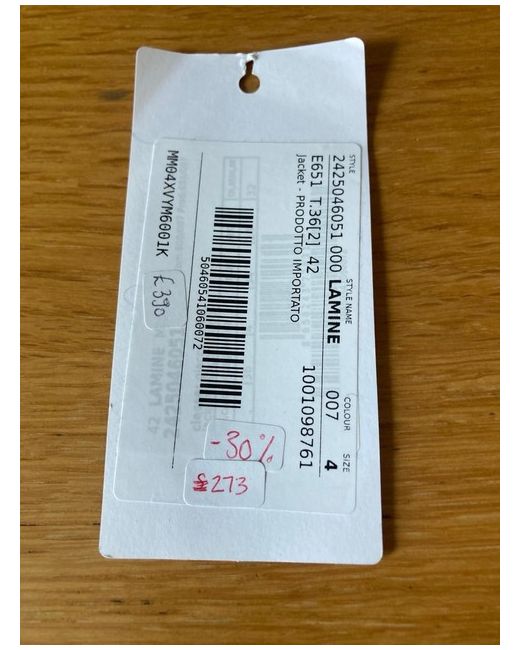 STYLE STYLE NAME COLOUR SIZE
2425046051 000 LAMINE 007 4
E651 T.36[2] 42 1001098761
Jacket - PRODOTTO IMPORTATO
50460541060072
MM04XVYM6001K
£390
-30%
£273